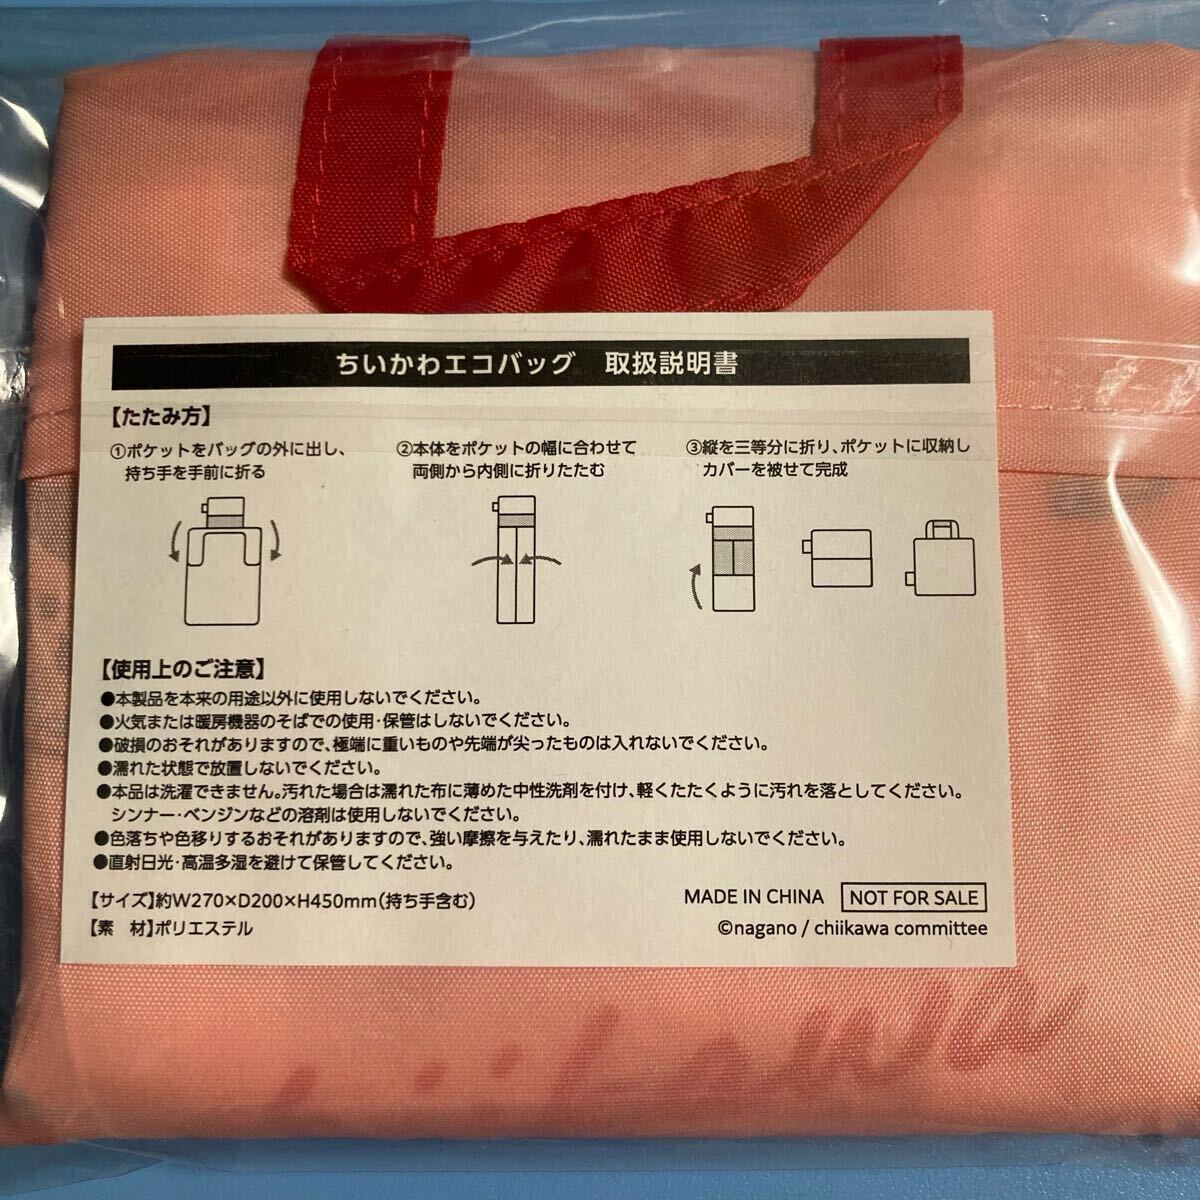 ちいかわエコバッグ　取扱説明書
【たたみ方】
①ポケットをバッグの外に出し、
持ち手を手前に折る
②本体をポケットの幅に合わせて
両側から内側に折りたたむ
③縦を三等分に折り、ポケットに収納し
カバーを被せて完成
【使用上のご注意】
●本製品を本来の用途以外に使用しないでください。
●火気または暖房機器のそばでの使用・保管はしないでください。
●破損のおそれがありますので、極端に重いものや先端が尖ったものは入れないでください。
●濡れた状態で放置しないでください。
●本品は洗濯できません。汚れた場合は濡れた布に薄めた中性洗剤を付け、軽くたたくように汚れを落としてください。
シンナー・ベンジンなどの溶剤は使用しないでください。
●色落ちや色移りするおそれがありますので、強い摩擦を与えたり、濡れたまま使用しないでください。
●直射日光・高温多湿を避けて保管してください。
【サイズ】約W270×D200×H450mm（持ち手含む）
【素　材】ポリエステル
MADE IN CHINA NOT FOR SALE
©nagano / chiikawa committee